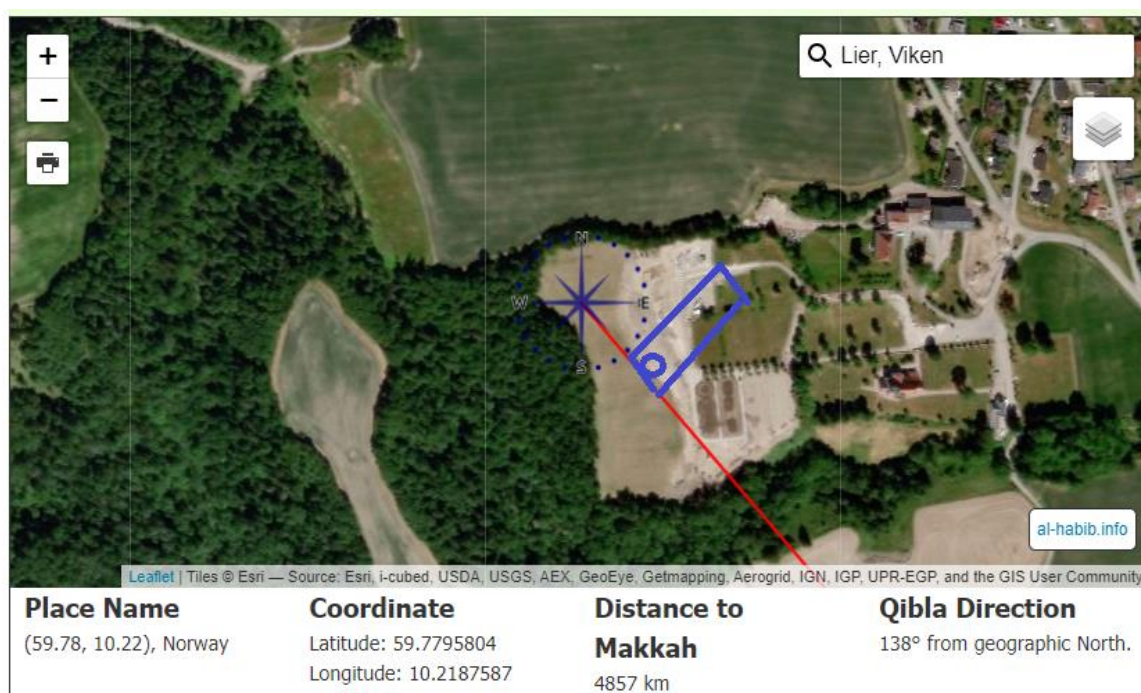 +
Lier, Viken
−
N
W
E
S
al-habib.info
Leaflet | Tiles © Esri — Source: Esri, i-cubed, USDA, USGS, AEX, GeoEye, Getmapping, Aerogrid, IGN, IGP, UPR-EGP, and the GIS User Community
Place Name
(59.78, 10.22), Norway
Coordinate
Latitude: 59.7795804
Longitude: 10.2187587
Distance to
Makkah
4857 km
Qibla Direction
138° from geographic North.